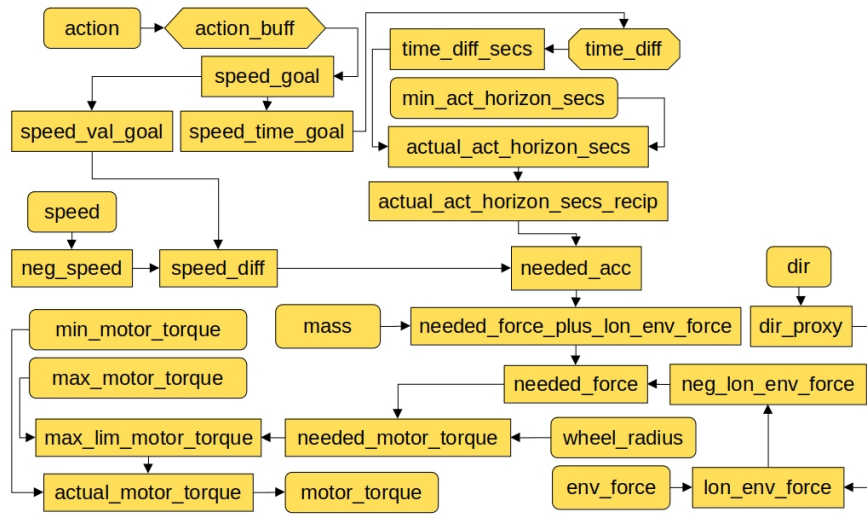 action
action_buff
time_diff_secs
time_diff
speed_goal
min_act_horizon_secs
speed_val_goal
speed_time_goal
actual_act_horizon_secs
actual_act_horizon_secs_recip
speed
neg_speed
speed_diff
needed_acc
dir
min_motor_torque
mass
needed_force_plus_lon_env_force
dir_proxy
max_motor_torque
needed_force
neg_lon_env_force
max_lim_motor_torque
needed_motor_torque
wheel_radius
actual_motor_torque
motor_torque
env_force
lon_env_force